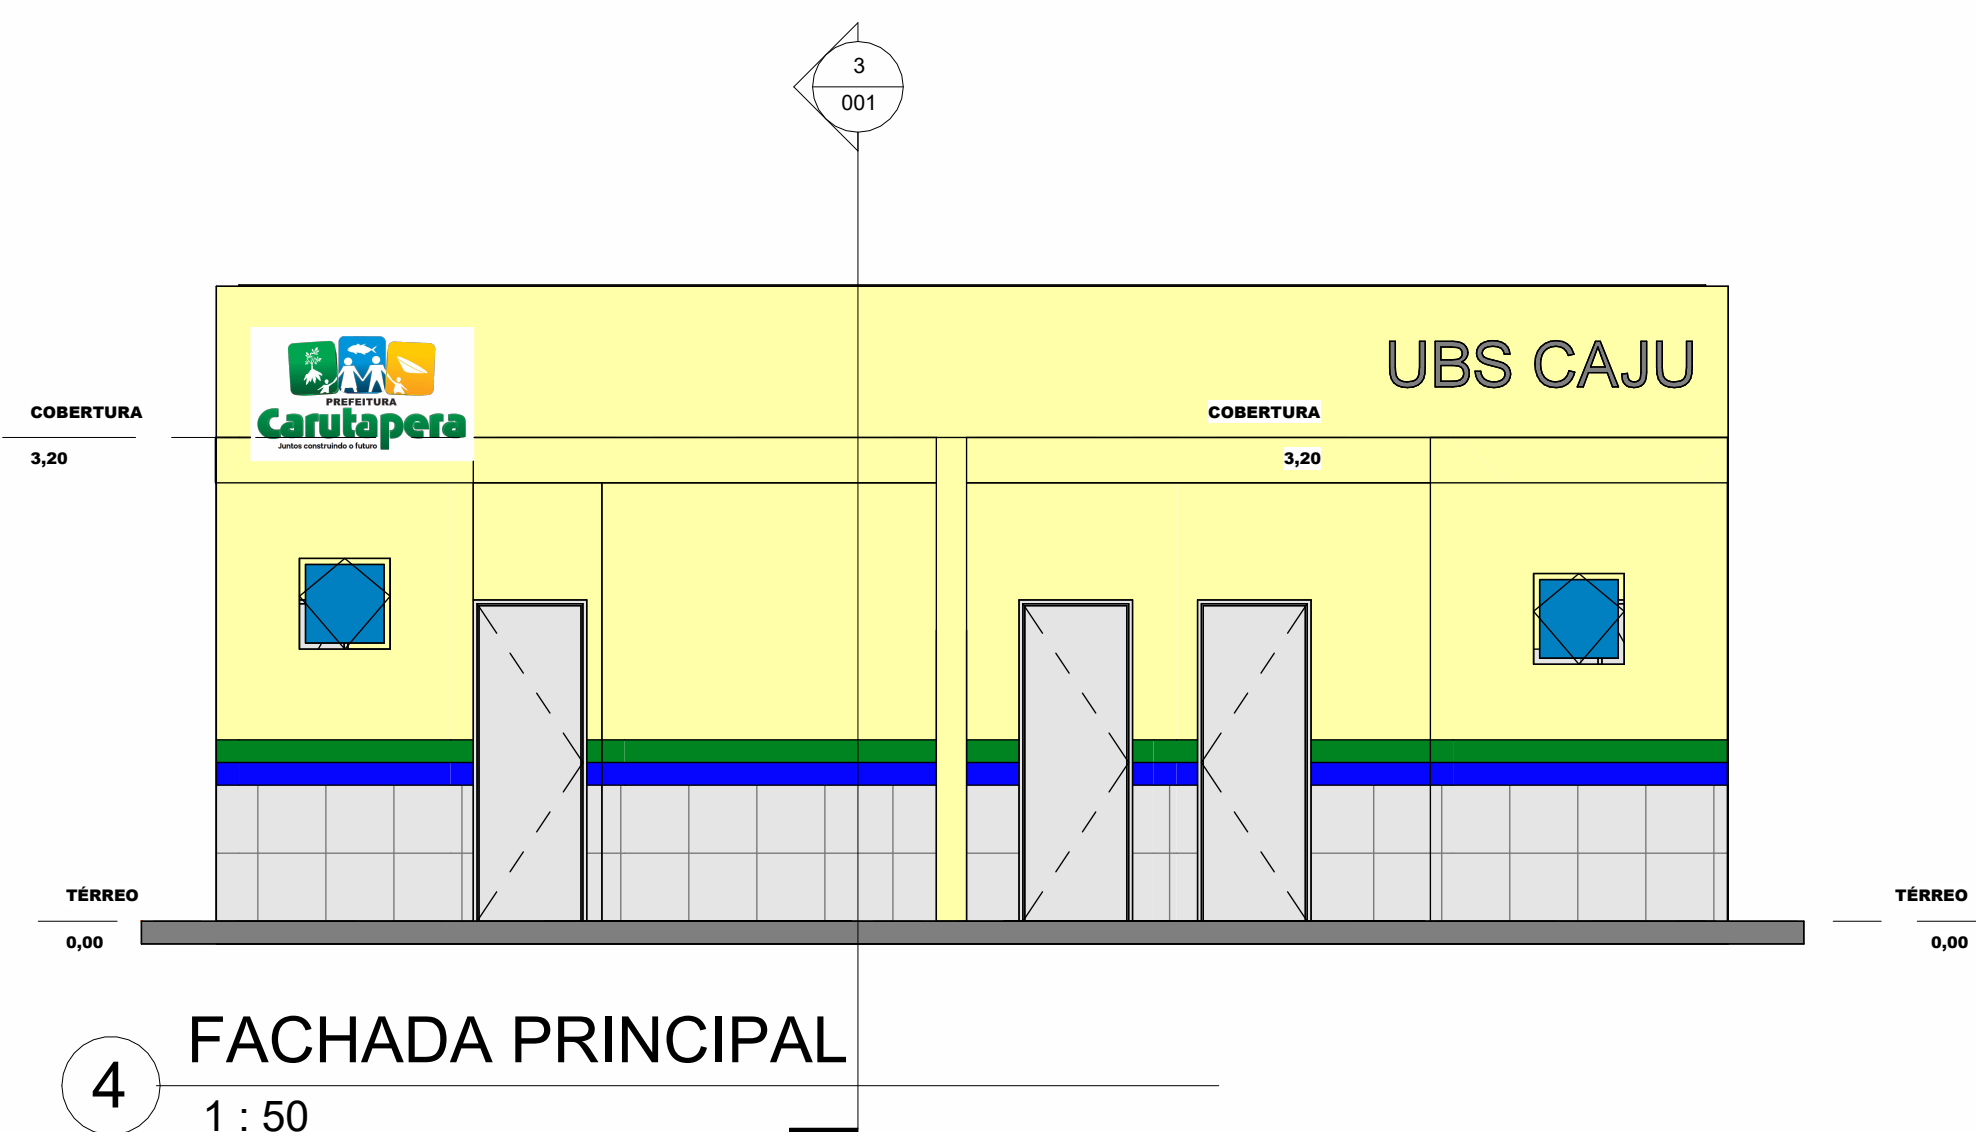 3
001
UBS CAJU
PREFEITURA
Carutapera
Juntos construindo o futuro
COBERTURA
3,20
COBERTURA
3,20
TÉRREO
0,00
TÉRREO
0,00
4
FACHADA PRINCIPAL
1 : 50